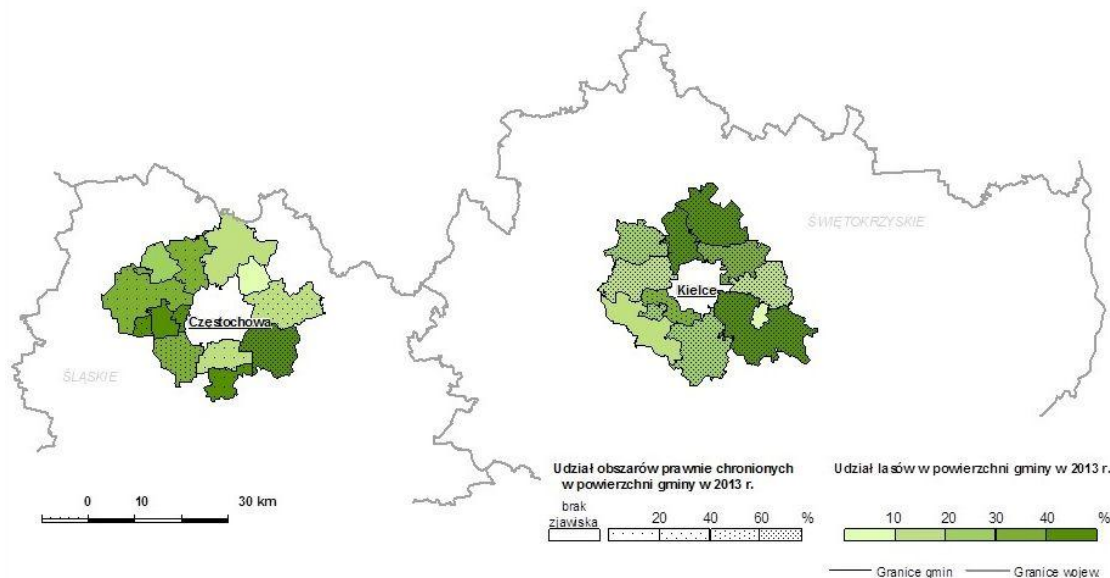 ŚWIĘTOKRZYSKIE
Kielce
Częstochowa
ŚLĄSKIE
Udział obszarów prawnie chronionych
w powierzchni gminy w 2013 r.
Udział lasów w powierzchni gminy w 2013 r.
brak
zjawiska
20 40 60 %
10 20 30 40 %
0 10 30 km
Granice gmin
Granice wojew.